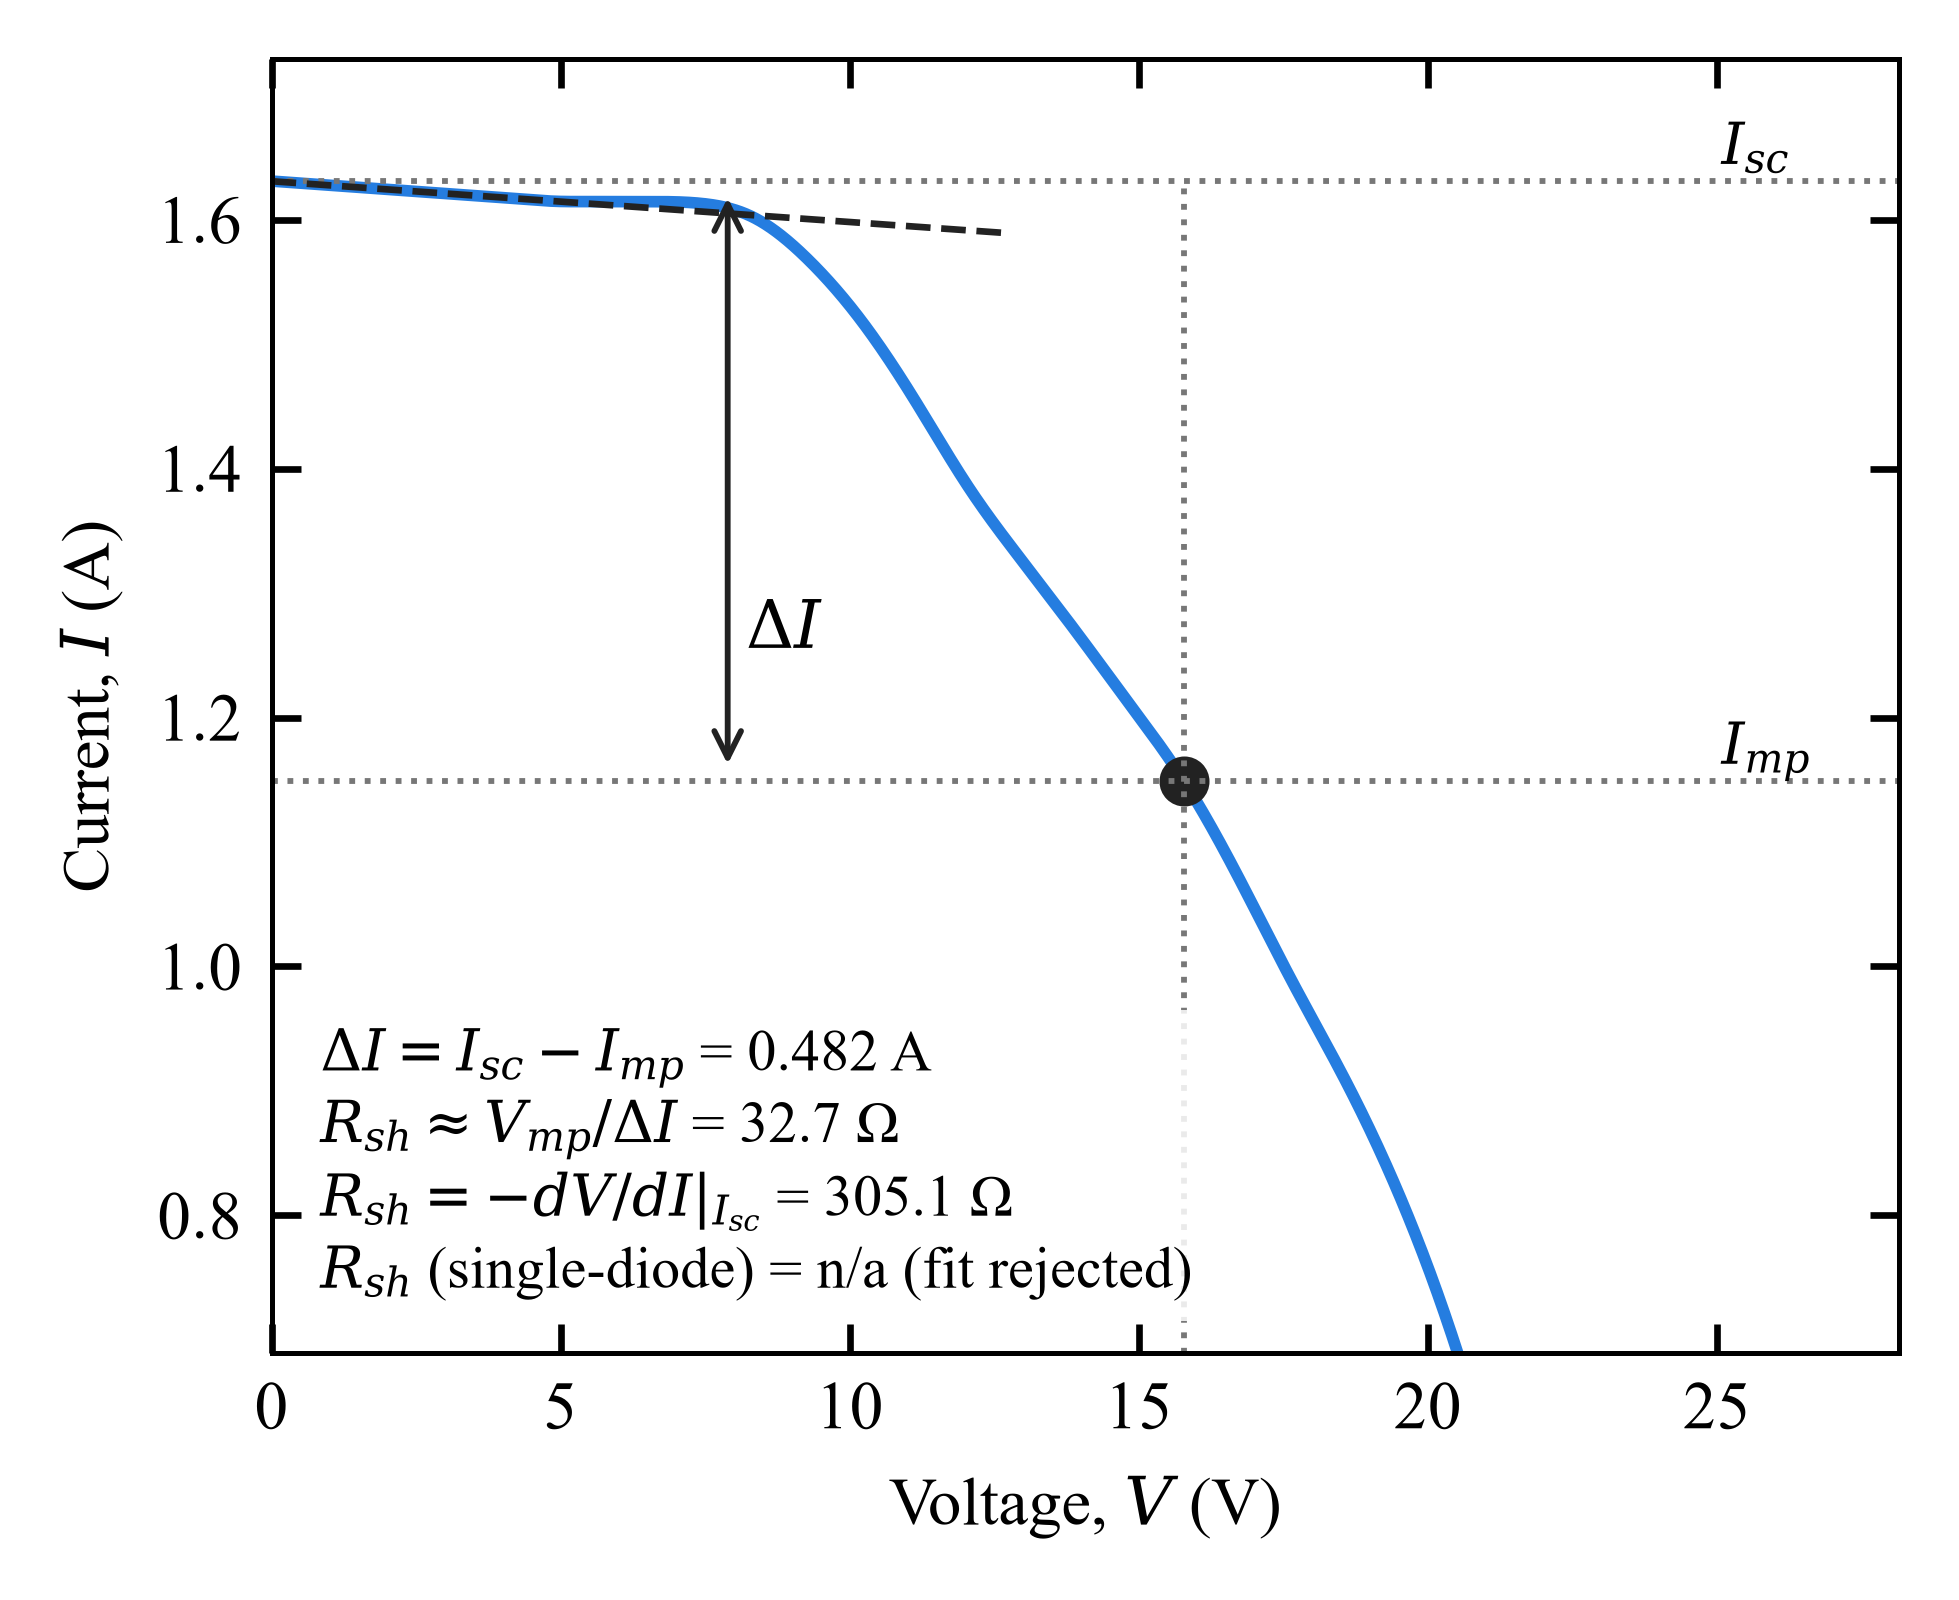 I_sc
1.6
1.4
ΔI
1.2
I_mp
1.0
0.8
Current, I (A)
ΔI = I_sc − I_mp = 0.482 A
R_sh ≈ V_mp/ΔI = 32.7 Ω
R_sh = −dV/dI|_I_sc = 305.1 Ω
R_sh (single-diode) = n/a (fit rejected)
0 5 10 15 20 25
Voltage, V (V)